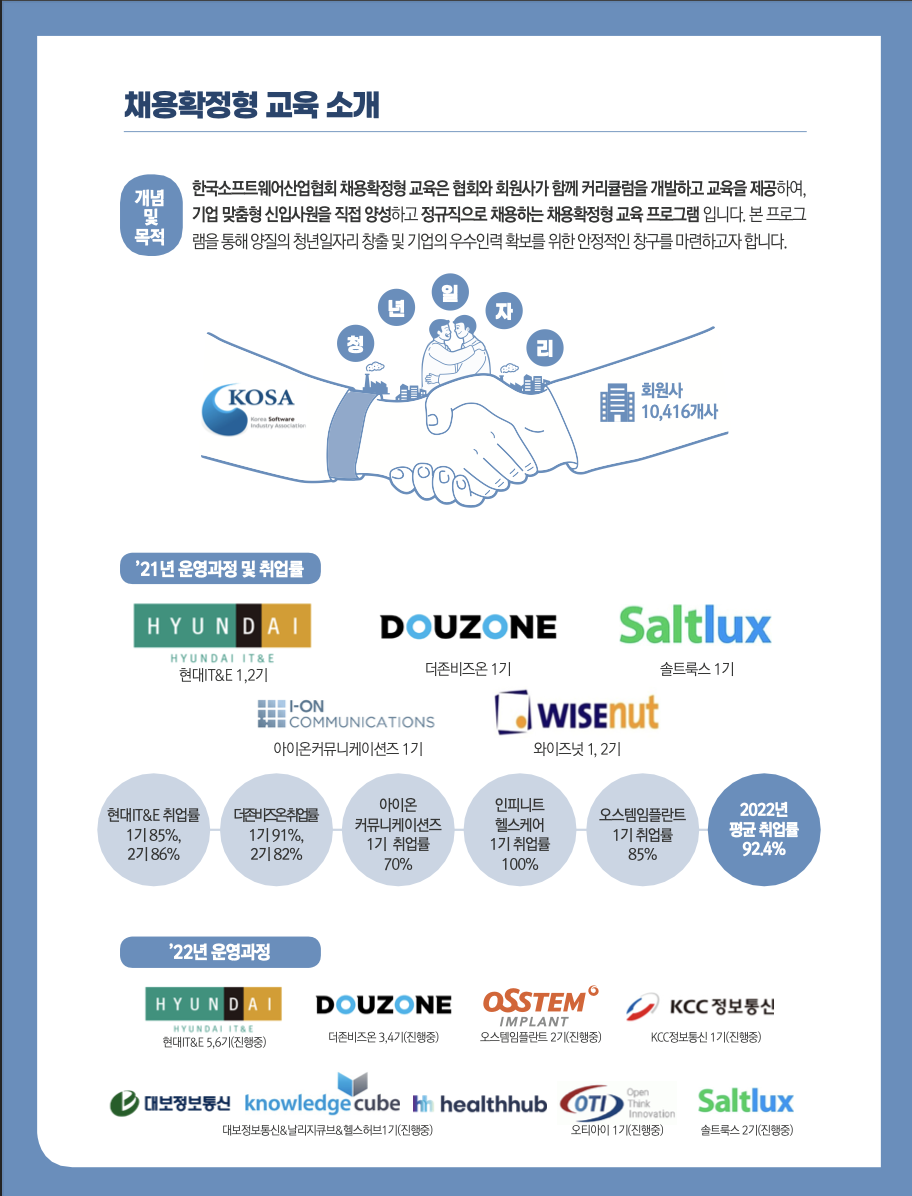 채용확정형 교육 소개
개념
및
목적
한국소프트웨어산업협회 채용확정형 교육은 협회와 회원사가 함께 커리큘럼을 개발하고 교육을 제공하여,
기업 맞춤형 신입사원을 직접 양성하고 정규직으로 채용하는 채용확정형 교육 프로그램 입니다. 본 프로그
램을 통해 양질의 청년일자리 창출 및 기업의 우수인력 확보를 위한 안정적인 창구를 마련하고자 합니다.
청년일자리
KOSA
Korea Software
Industry Association
회원사
10,416개사
’21년 운영과정 및 취업률
HYUNDAI
HYUNDAI IT&E
현대IT&E 1,2기
DOUZONE
더존비즈온 1기
Saltlux
솔트룩스 1기
I-ON
COMMUNICATIONS
아이온커뮤니케이션즈 1기
WISEnut
와이즈넛 1, 2기
현대IT&E 취업률
1기 85%,
2기 86%
더존비즈온취업률
1기 91%,
2기 82%
아이온
커뮤니케이션즈
1기 취업률
70%
인피니트
헬스케어
1기 취업률
100%
오스템임플란트
1기 취업률
85%
2022년
평균 취업률
92,4%
’22년 운영과정
HYUNDAI
HYUNDAI IT&E
현대IT&E 5,6기(진행중)
DOUZONE
더존비즈온 3,4기(진행중)
OSSTEM
IMPLANT
오스템임플란트 2기(진행중)
KCC정보통신
KCC정보통신 1기(진행중)
대보정보통신
knowledgecube
healthhub
대보정보통신&날리지큐브&헬스허브1기(진행중)
OTI
Open
Think
Innovation
오티아이 1기(진행중)
Saltlux
솔트룩스 2기(진행중)